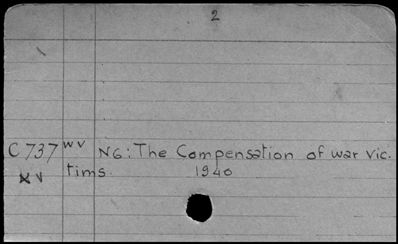 2
C737 WV NG: The Compensation of war vic.
XV tims. 1940